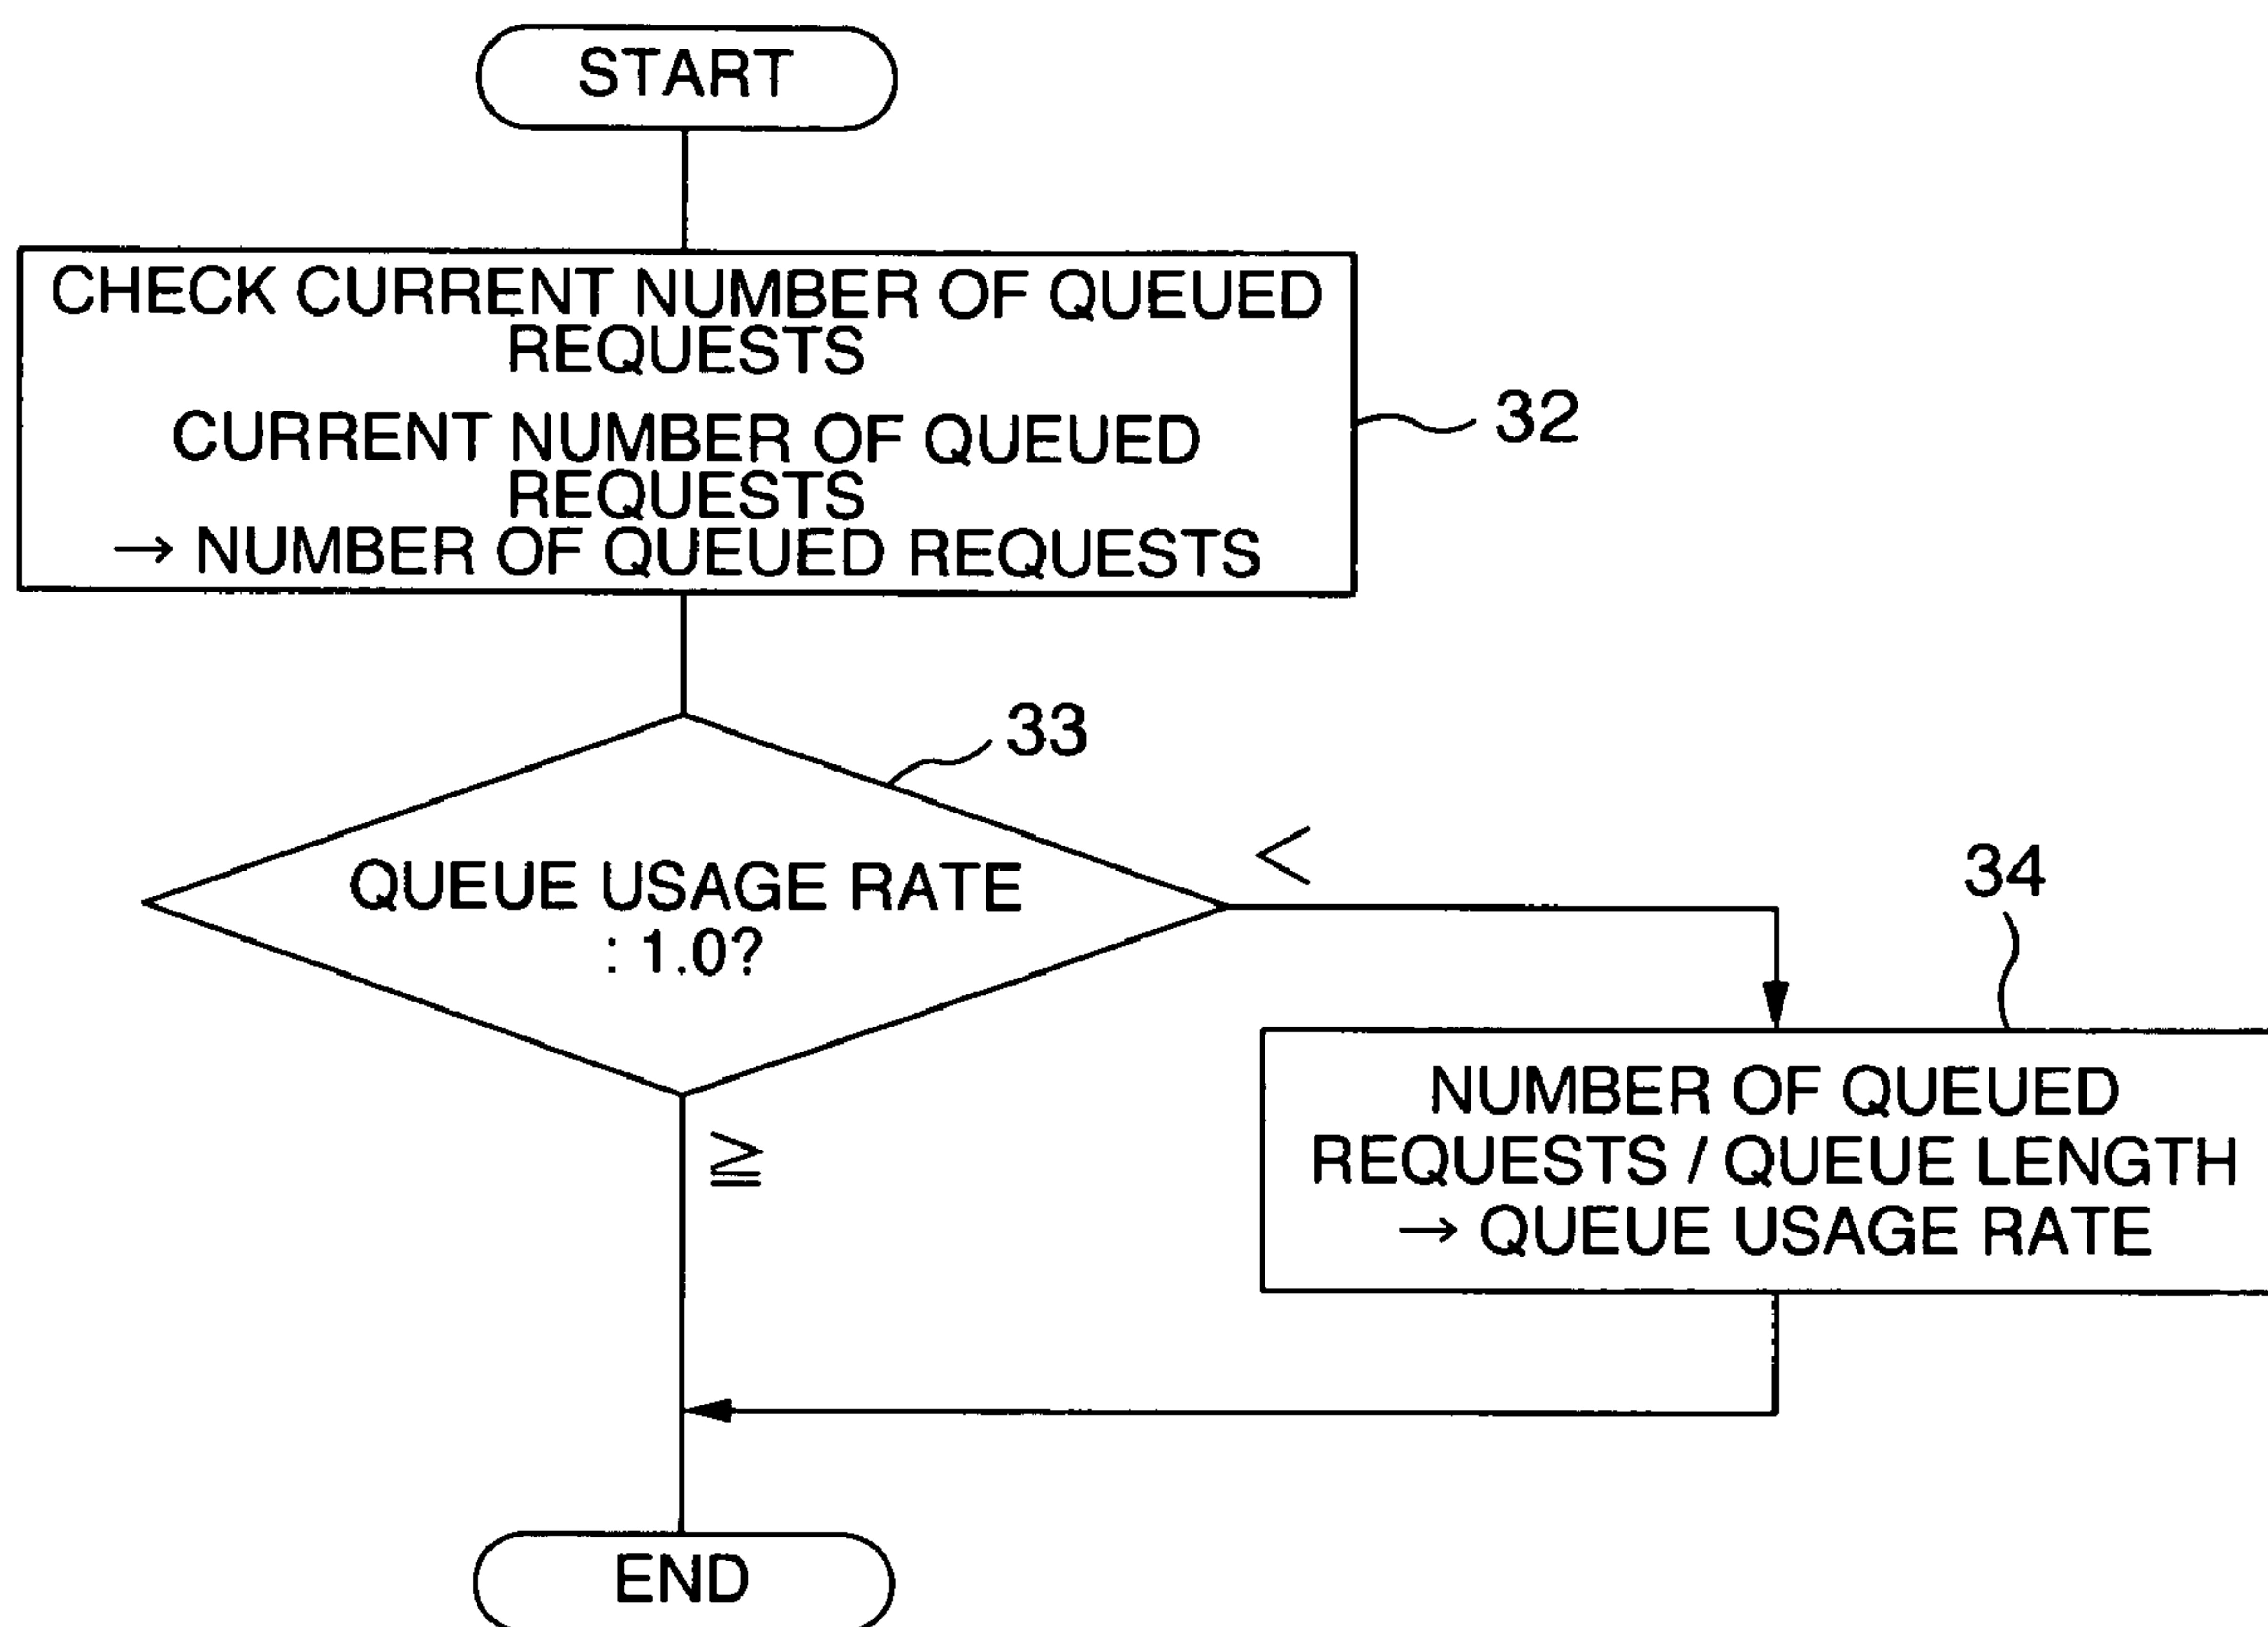 START
CHECK CURRENT NUMBER OF QUEUED
REQUESTS
CURRENT NUMBER OF QUEUED
REQUESTS
→ NUMBER OF QUEUED REQUESTS
32
33
QUEUE USAGE RATE
: 1.0?
<
34
NUMBER OF QUEUED
REQUESTS / QUEUE LENGTH
→ QUEUE USAGE RATE
≧
END